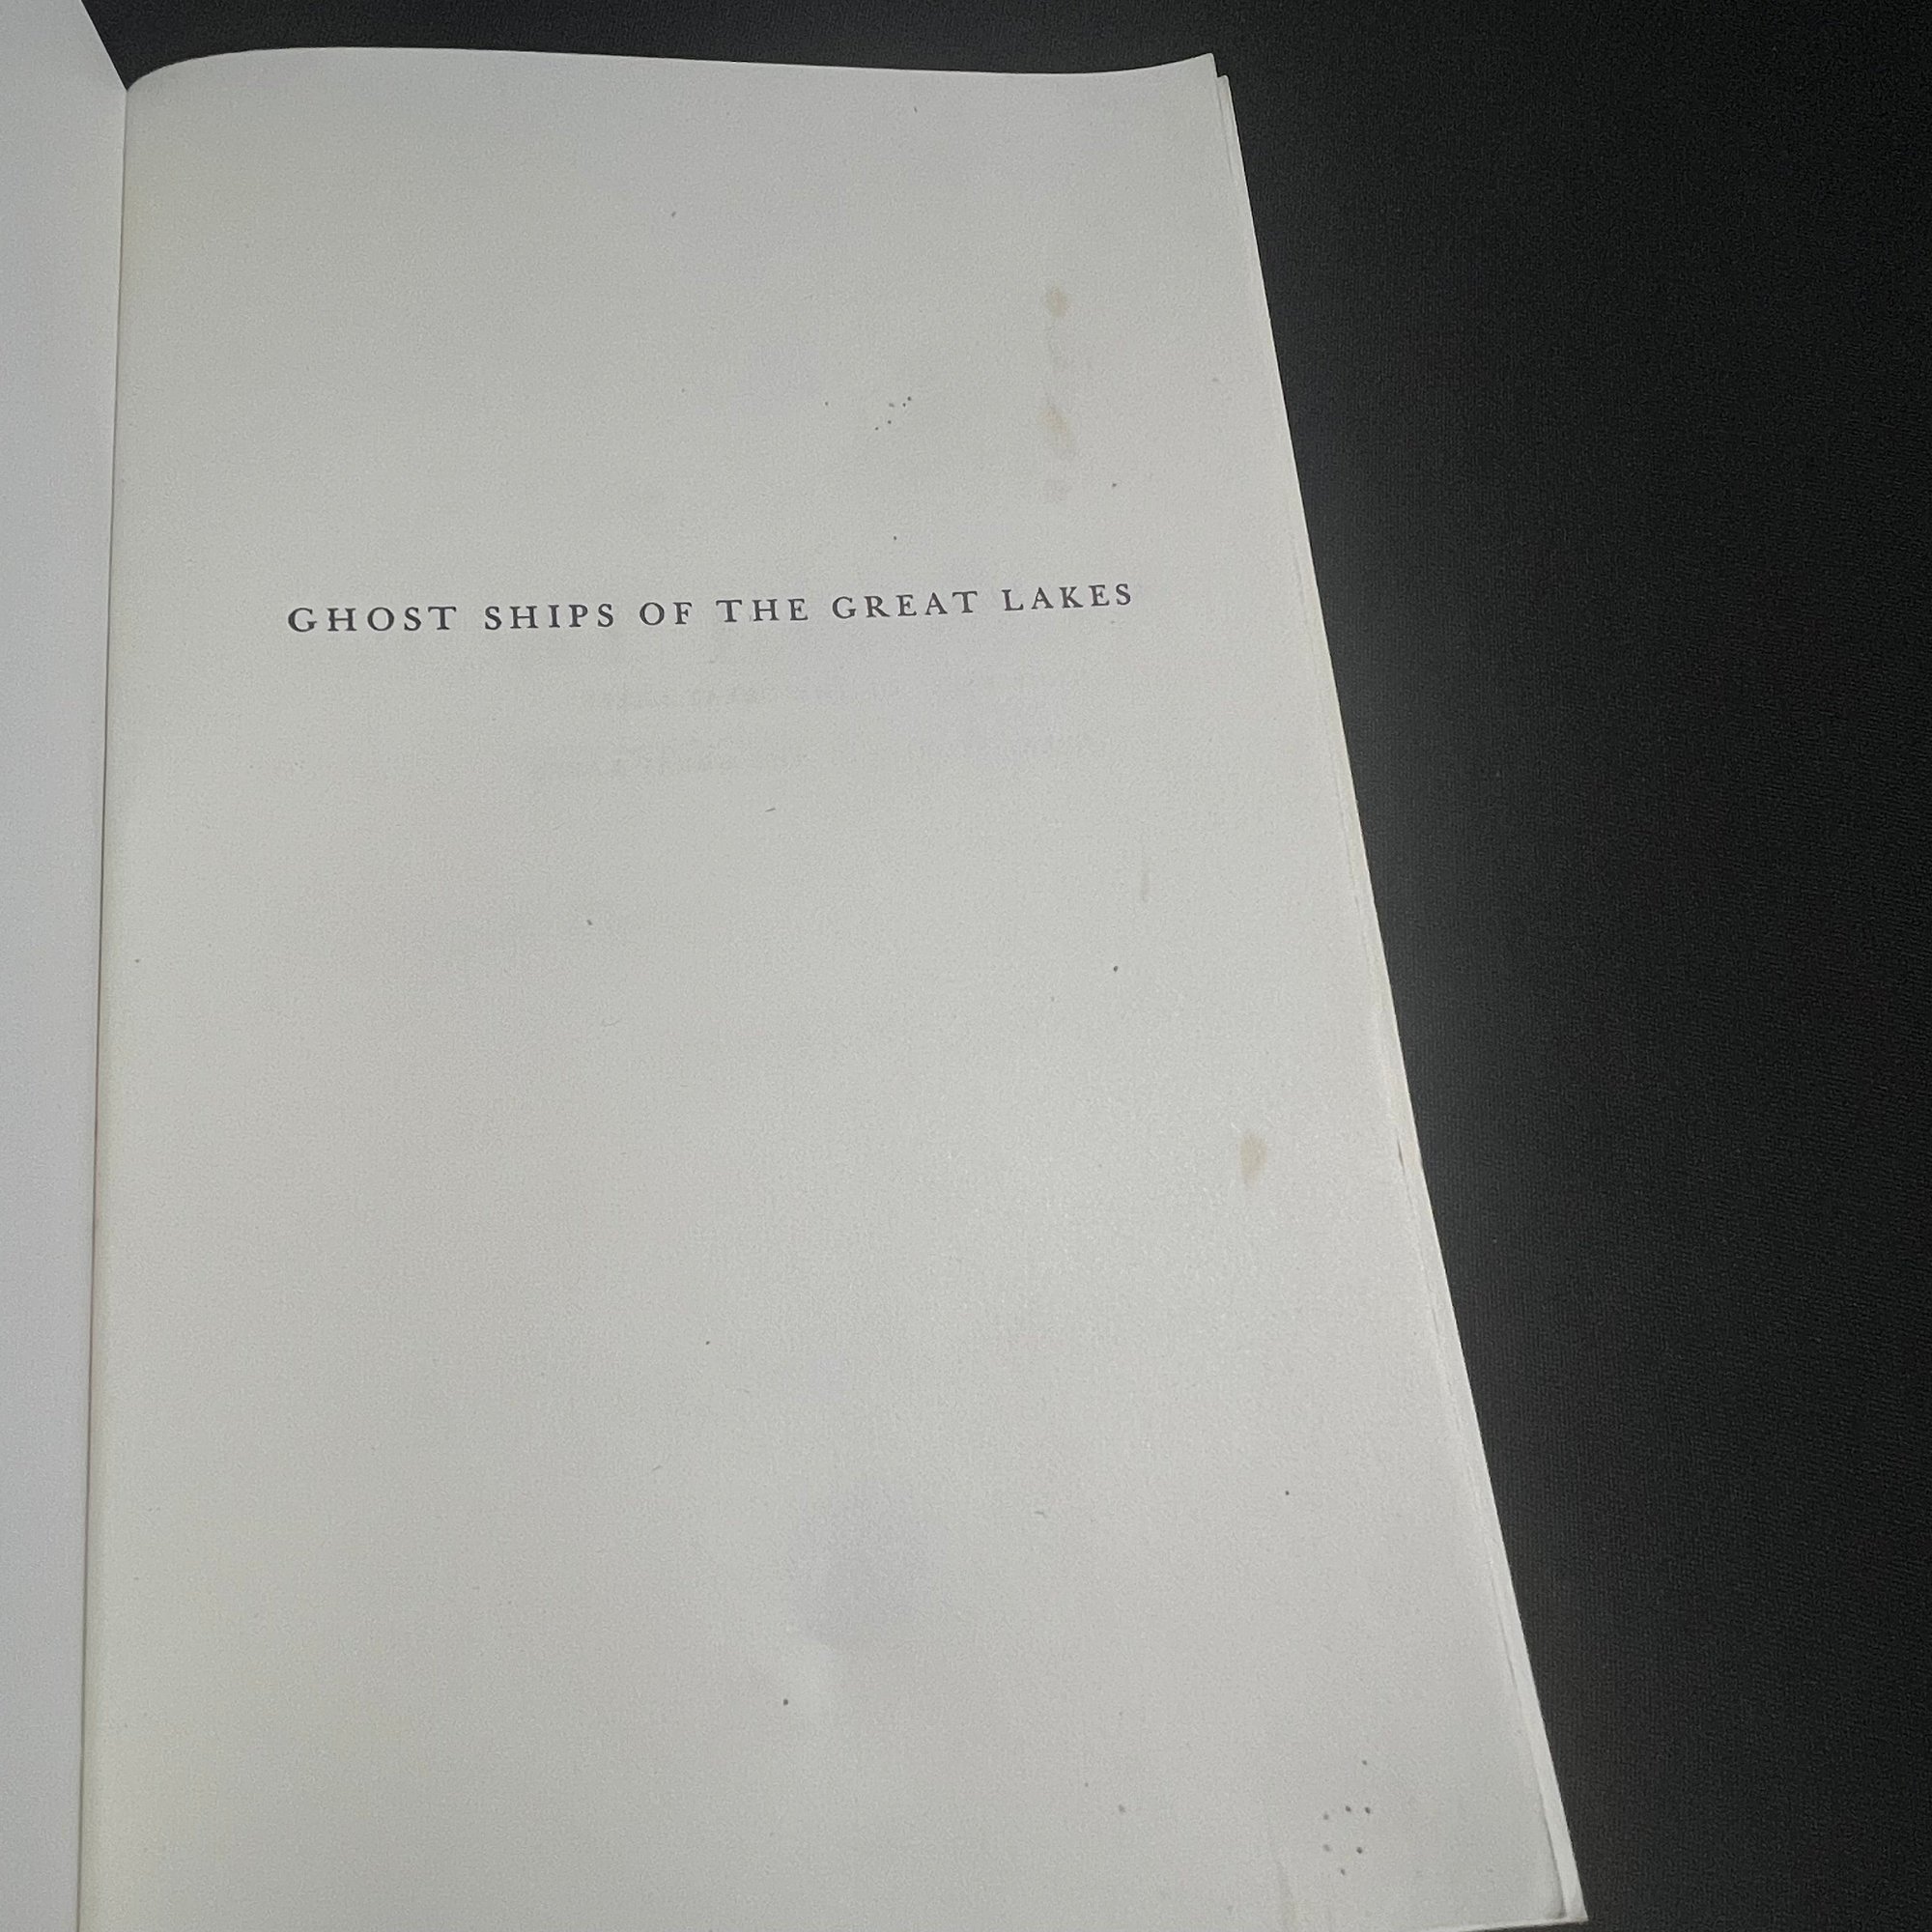 GHOST SHIPS OF THE GREAT LAKES